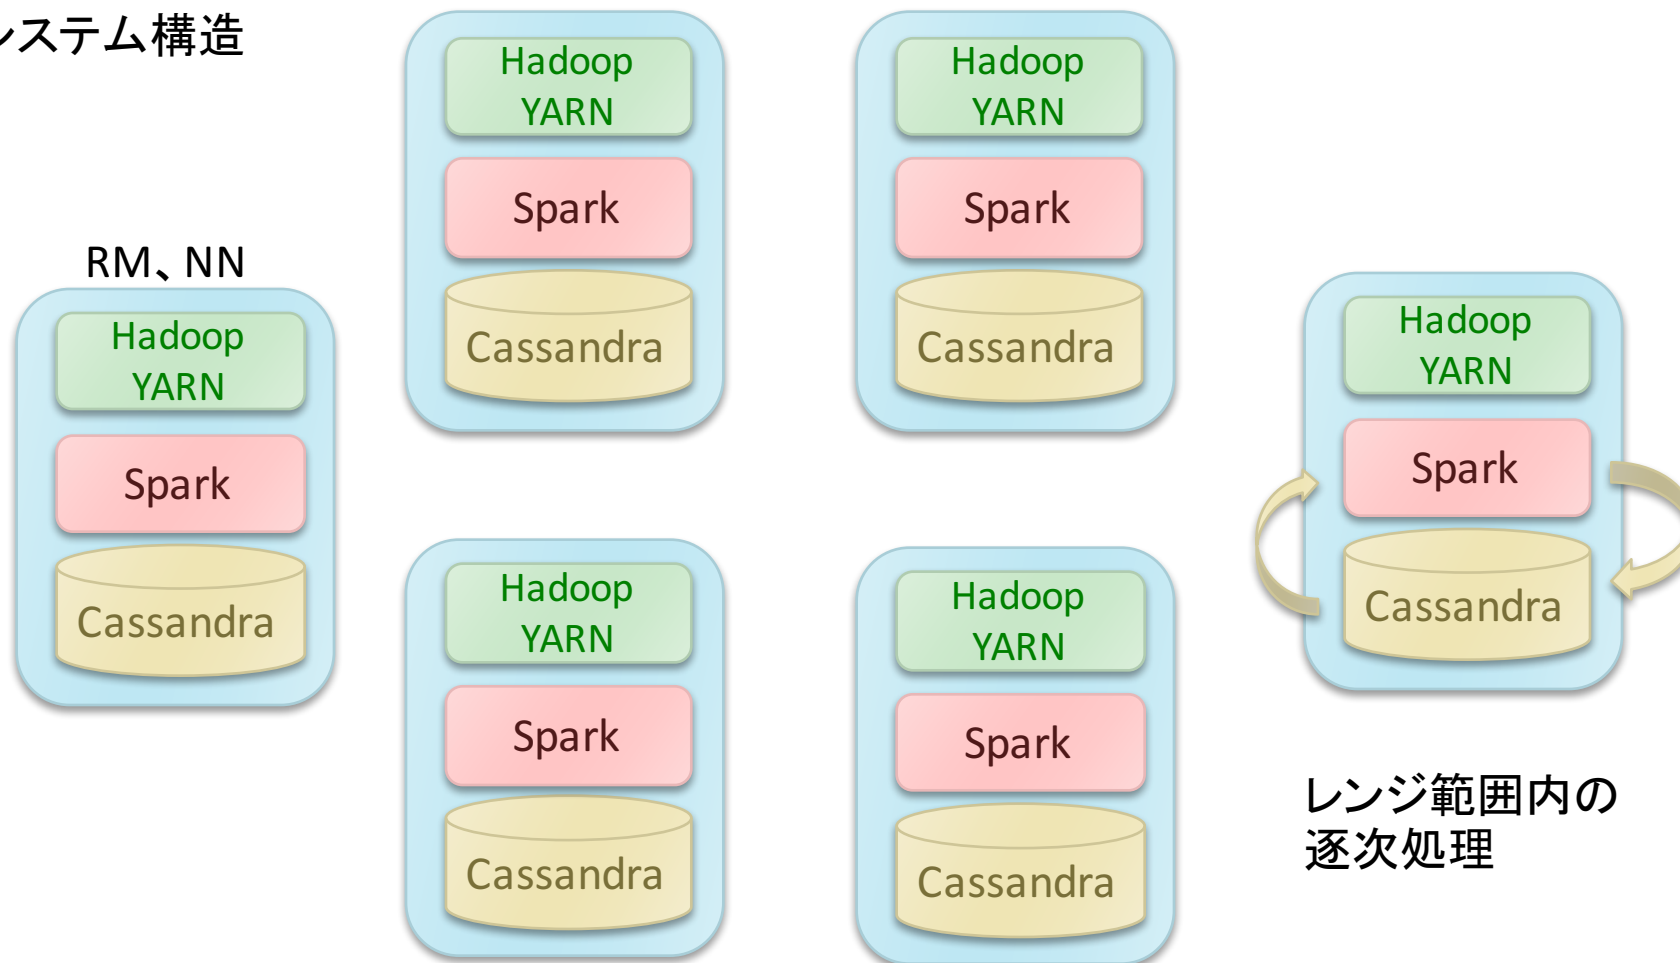 システム構造
Hadoop
YARN
Spark
Cassandra
Hadoop
YARN
Spark
Cassandra
RM、NN
Hadoop
YARN
Spark
Cassandra
Hadoop
YARN
Spark
Cassandra
Hadoop
YARN
Spark
Cassandra
Hadoop
YARN
Spark
Cassandra
レンジ範囲内の
逐次処理